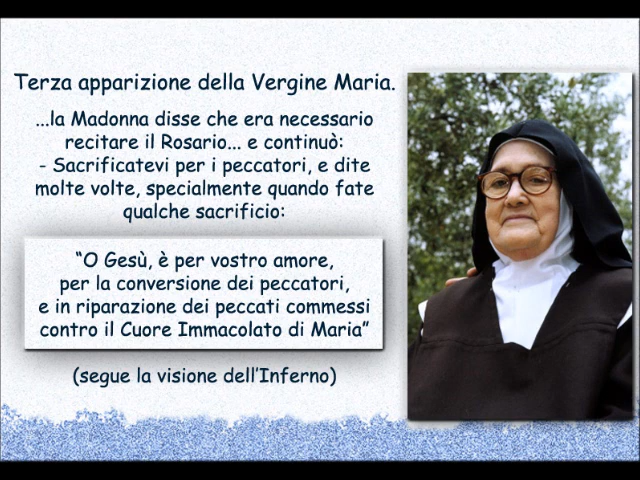 Terza apparizione della Vergine Maria.
...la Madonna disse che era necessario
recitare il Rosario... e continuò:
- Sacrificatevi per i peccatori, e dite
molte volte, specialmente quando fate
qualche sacrificio:
“O Gesù, è per vostro amore,
per la conversione dei peccatori,
e in riparazione dei peccati commessi
contro il Cuore Immacolato di Maria”
(segue la visione dell’Inferno)